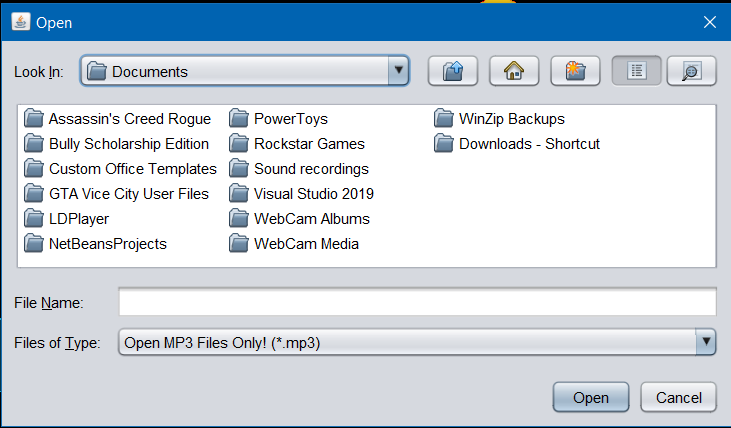 Open
Look In: Documents
Assassin's Creed Rogue
Bully Scholarship Edition
Custom Office Templates
GTA Vice City User Files
LDPlayer
NetBeansProjects
PowerToys
Rockstar Games
Sound recordings
Visual Studio 2019
WebCam Albums
WebCam Media
WinZip Backups
Downloads - Shortcut
File Name:
Files of Type: Open MP3 Files Only! (*.mp3)
Open Cancel